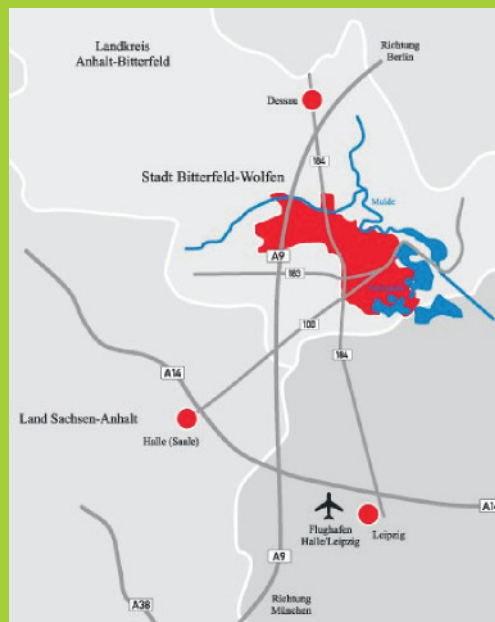 Landkreis
Anhalt-Bitterfeld
Richtung
Berlin
Dessau
184
Stadt Bitterfeld-Wolfen
Mulde
A9
183
100
184
A14
Land Sachsen-Anhalt
Halle (Saale)
A14
Flughafen
Halle/Leipzig
Leipzig
A9
Richtung
München
A38